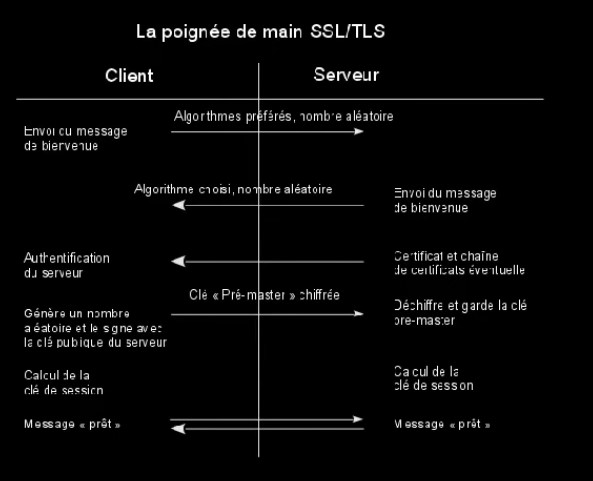 La poignée de main SSL/TLS
Client
Serveur
Algorithmes préférés, nombre aléatoire
Envoi du message
de bienvenue
Algorithme choisi, nombre aléatoire
Envoi du message
de bienvenue
Authentification
du serveur
Certificat et chaîne
de certificats éventuelle
Clé « Pré-master » chiffrée
Génère un nombre
aléatoire et le signe avec
la clé publique du serveur
Déchiffre et garde la clé
pre-master
Calcul de la
clé de session
Calcul de la
clé de session
Message « prêt »
Message « prêt »